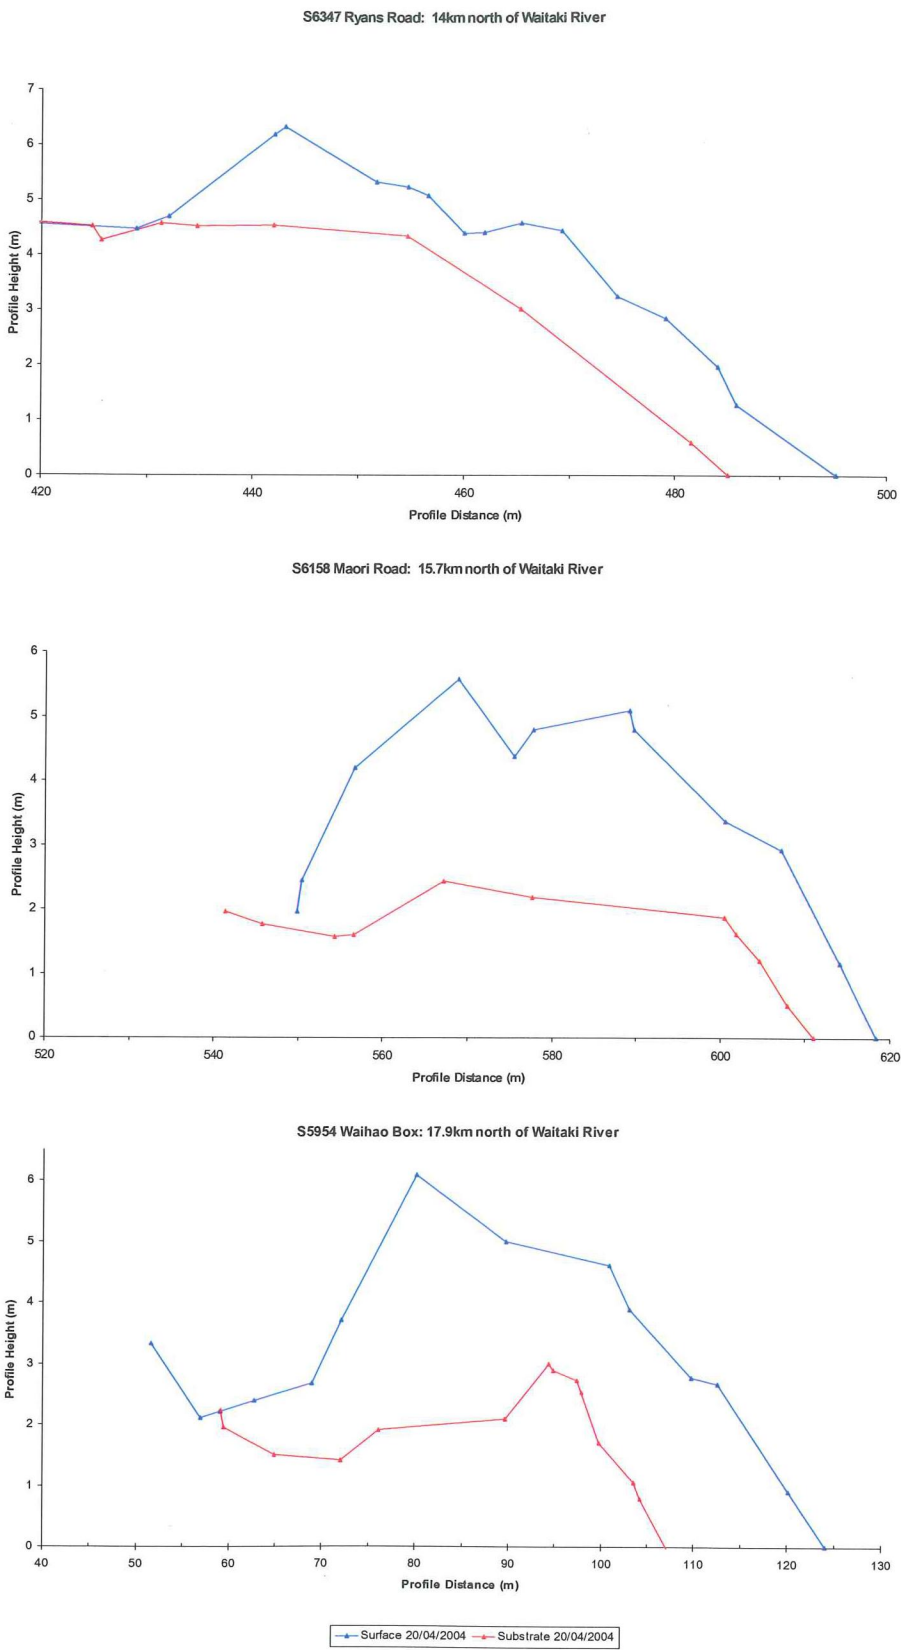 S6347 Ryans Road: 14km north of Waitaki River
7
6
5
4
3
2
1
0
Profile Height (m)
420 440 460 480 500
Profile Distance (m)
S6158 Maori Road: 15.7km north of Waitaki River
6
5
4
3
2
1
0
Profile Height (m)
520 540 560 580 600 620
Profile Distance (m)
S5954 Waihao Box: 17.9km north of Waitaki River
6
5
4
3
2
1
0
Profile Height (m)
40 50 60 70 80 90 100 110 120 130
Profile Distance (m)
Surface 20/04/2004 Substrate 20/04/2004